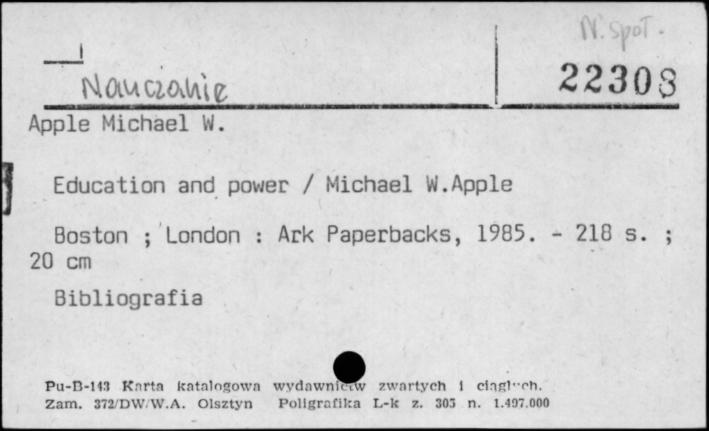 N. społ.
Nauczanie
22308
Apple Michael W.
Education and power / Michael W.Apple
Boston ; London : Ark Paperbacks, 1985. - 218 s. ;
20 cm
Bibliografia
Pu-B-143 Karta katalogowa wydawnictw zwartych i ciągłych.
Zam. 372/DW/W.A. Olsztyn Poligrafika L-k z. 305 n. 1.497.000